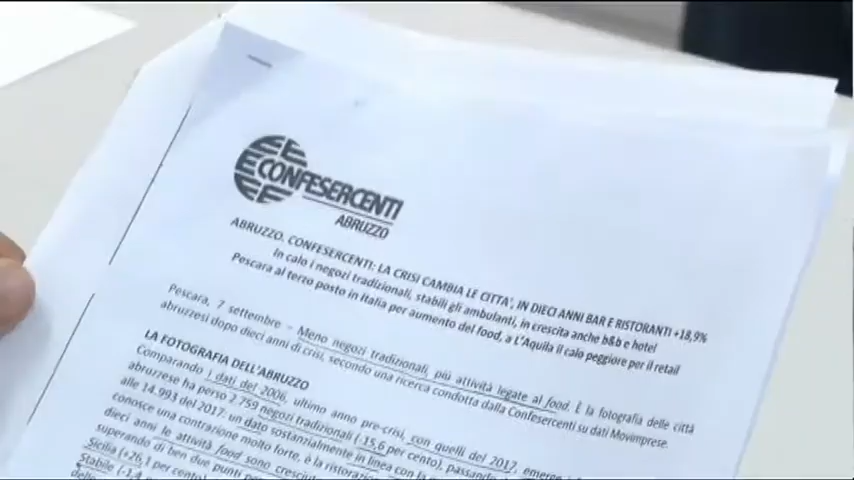 CONFESERCENTI
ABRUZZO
ABRUZZO, CONFESERCENTI: LA CRISI CAMBIA LE CITTA', IN DIECI ANNI BAR E RISTORANTI +18,9%
In calo i negozi tradizionali, stabili gli ambulanti, in crescita anche b&b e hotel
Pescara al terzo posto in Italia per aumento del food, a L'Aquila il calo peggiore per il retail
Pescara, 7 settembre – Meno negozi tradizionali, più attività legate al food. È la fotografia delle città
abruzzesi dopo dieci anni di crisi, secondo una ricerca condotta dalla Confesercenti su dati Movimprese.
LA FOTOGRAFIA DELL'ABRUZZO
Comparando i dati del 2006, ultimo anno pre-crisi, con quelli del 2017, emerge
abruzzese ha perso 2.759 negozi tradizionali (-15,6 per cento), passando
alle 14.993 del 2017: un dato sostanzialmente in linea con la
conosce una contrazione molto forte, è la ristorazione
dieci anni le attività food sono cresciute
superando di ben due punti
Sicilia (+26,1 per cento)
Stabile (-1,4